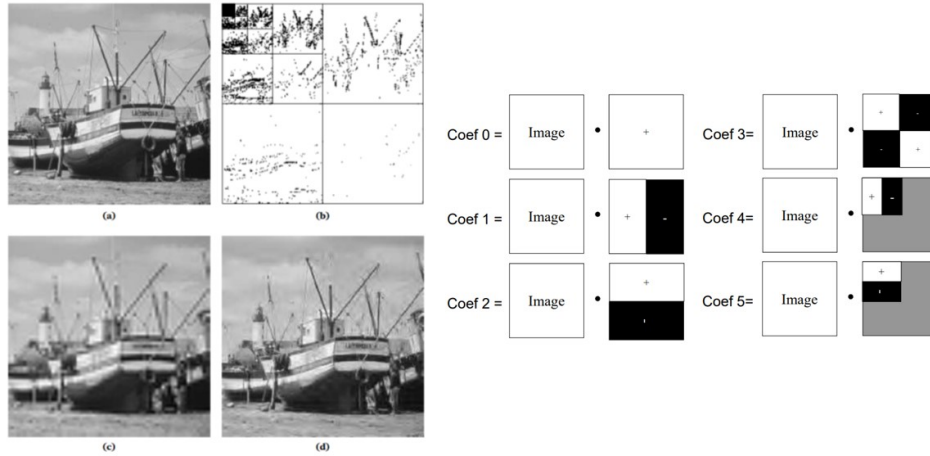 (a)
(b)
(c)
(d)
Coef 0 = Image • +
Coef 1 = Image • + -
Coef 2 = Image • +
Coef 3 = Image • + - - +
Coef 4 = Image • + -
Coef 5 = Image • +